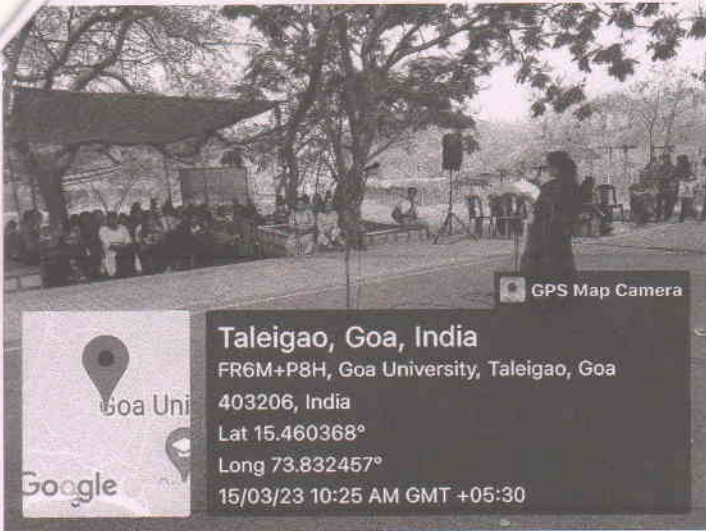 GPS Map Camera
Taleigao, Goa, India
FR6M+P8H, Goa University, Taleigao, Goa
403206, India
Lat 15.460368°
Long 73.832457°
15/03/23 10:25 AM GMT +05:30
Goa Uni
Google